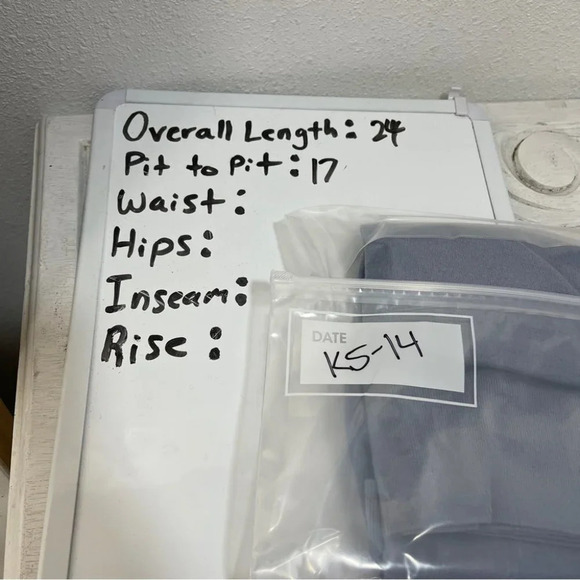 Overall Length: 24
Pit to Pit: 17
Waist:
Hips:
Inseam:
Rise:
DATE
KS-14